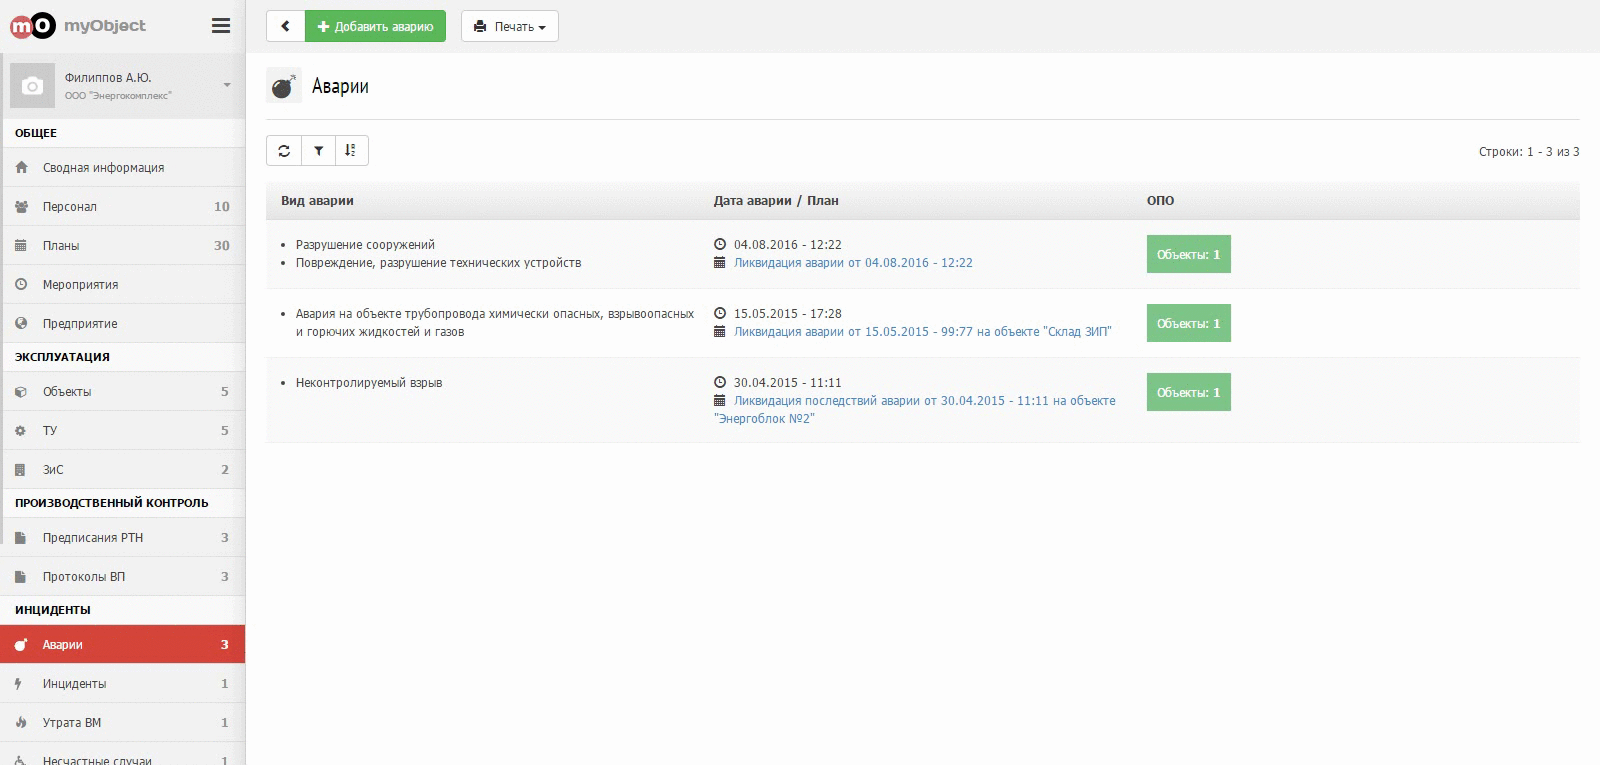 mO myObject
Филиппов А.Ю.
ООО "Энергокомплекс"
ОБЩЕЕ
Сводная информация
Персонал 10
Планы 30
Мероприятия
Предприятие
ЭКСПЛУАТАЦИЯ
Объекты 5
ТУ 5
ЗиС 2
ПРОИЗВОДСТВЕННЫЙ КОНТРОЛЬ
Предписания РТН 3
Протоколы ВП 3
ИНЦИДЕНТЫ
Аварии 3
Инциденты 1
Утрата ВМ 1
Несчастные случаи 1
Добавить аварию Печать
Аварии
Строки: 1 - 3 из 3
Вид аварии Дата аварии / План ОПО
Разрушение сооружений
Повреждение, разрушение технических устройств
04.08.2016 - 12:22
Ликвидация аварии от 04.08.2016 - 12:22
Объекты: 1
Авария на объекте трубопровода химически опасных, взрывоопасных
и горючих жидкостей и газов
15.05.2015 - 17:28
Ликвидация аварии от 15.05.2015 - 99:77 на объекте "Склад ЗИП"
Объекты: 1
Неконтролируемый взрыв
30.04.2015 - 11:11
Ликвидация последствий аварии от 30.04.2015 - 11:11 на объекте
"Энергоблок №2"
Объекты: 1